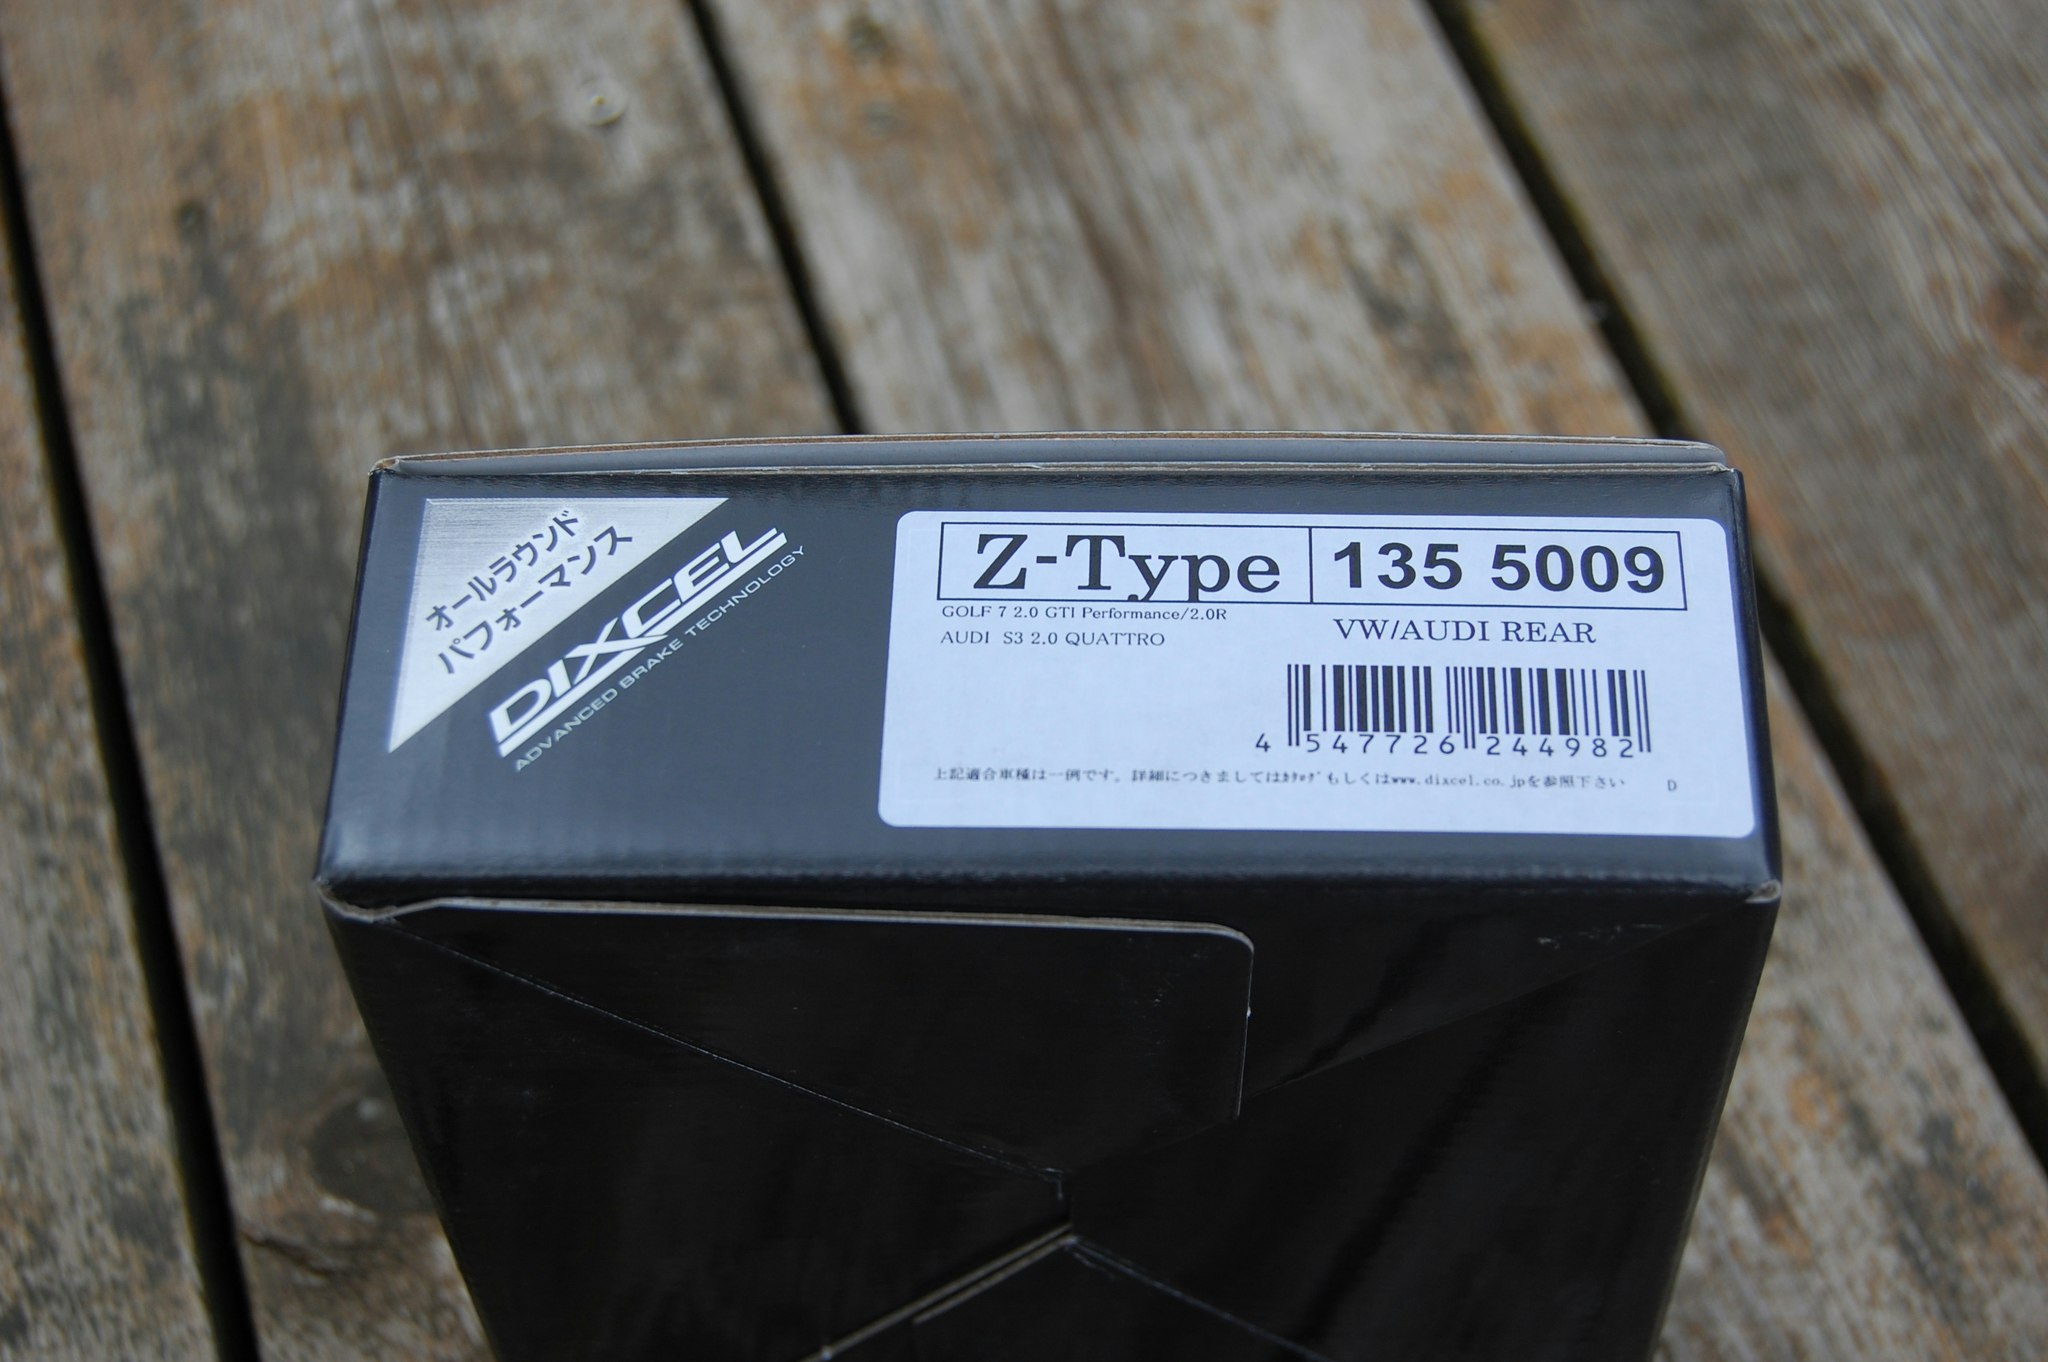 オールラウンド
パフォーマンス
DIXCEL
ADVANCED BRAKE TECHNOLOGY
Z-Type 135 5009
GOLF 7 2.0 GTI Performance/2.0R
VW/AUDI REAR
AUDI S3 2.0 QUATTRO
4 547726 244982
上記適合車種は一例です。詳細につきましてはｶﾀﾛｸﾞもしくはwww.dixcel.co.jpを参照下さい D